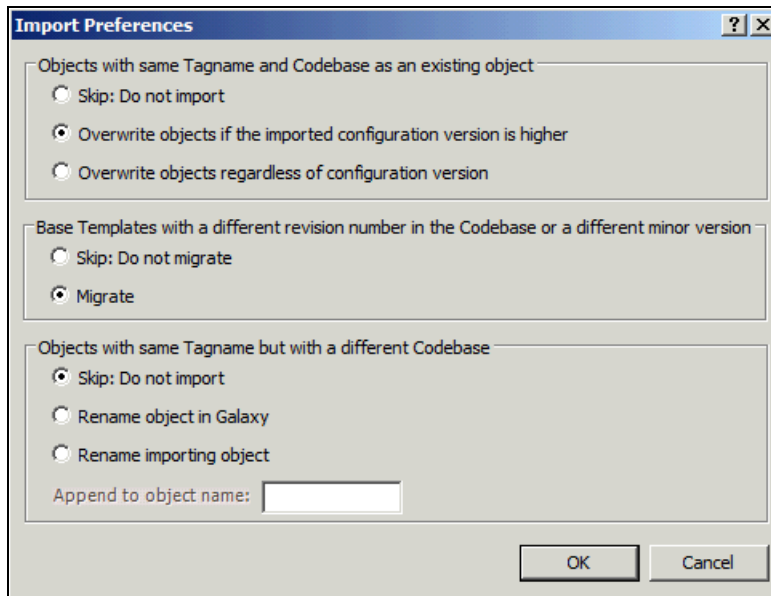 Import Preferences
Objects with same Tagname and Codebase as an existing object
Skip: Do not import
Overwrite objects if the imported configuration version is higher
Overwrite objects regardless of configuration version
Base Templates with a different revision number in the Codebase or a different minor version
Skip: Do not migrate
Migrate
Objects with same Tagname but with a different Codebase
Skip: Do not import
Rename object in Galaxy
Rename importing object
Append to object name:
OK Cancel